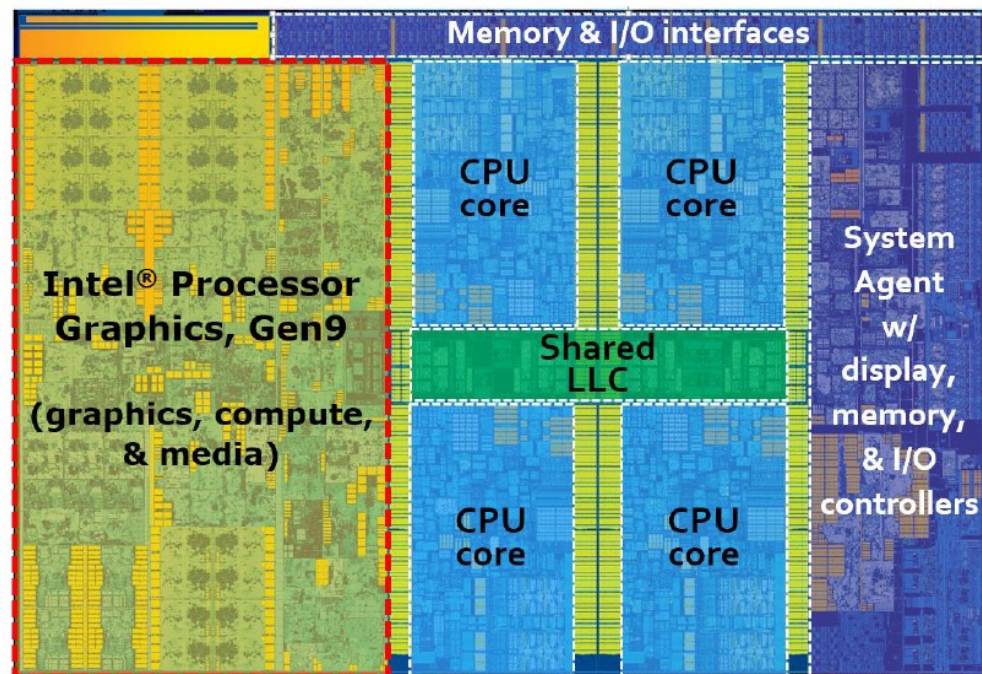 Memory & I/O interfaces
CPU
core
CPU
core
Intel® Processor
Graphics, Gen9
(graphics, compute,
& media)
Shared
LLC
System
Agent
w/
display,
memory,
& I/O
controllers
CPU
core
CPU
core